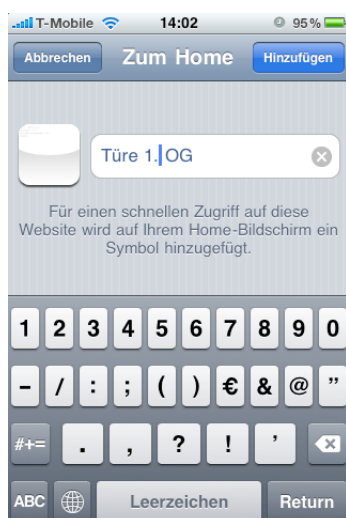 T-Mobile 14:02 95 %
Abbrechen Zum Home Hinzufügen
Türe 1. OG
Für einen schnellen Zugriff auf diese
Website wird auf Ihrem Home-Bildschirm ein
Symbol hinzugefügt.
1 2 3 4 5 6 7 8 9 0
- / : ; ( ) € & @ "
#+= . , ? ! '
ABC Leerzeichen Return